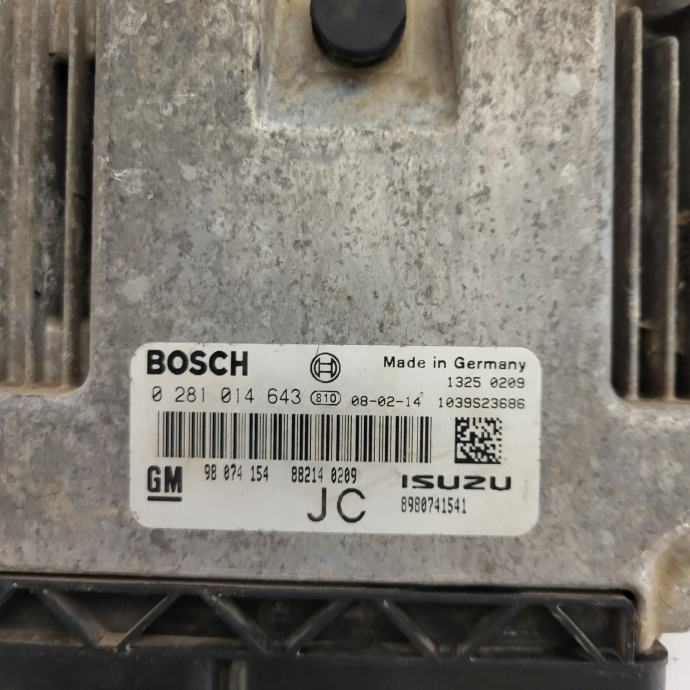 BOSCH Made in Germany
1325 0209
0 281 014 643 810 08-02-14 1039S23686
GM 98 074 154 88214 0209 ISUZU
JC 8980741541